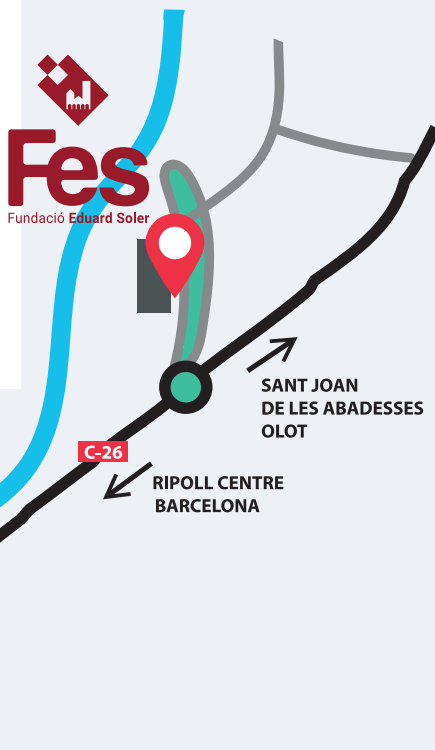 Fes
Fundació Eduard Soler
SANT JOAN
DE LES ABADESSES
OLOT
C-26
RIPOLL CENTRE
BARCELONA